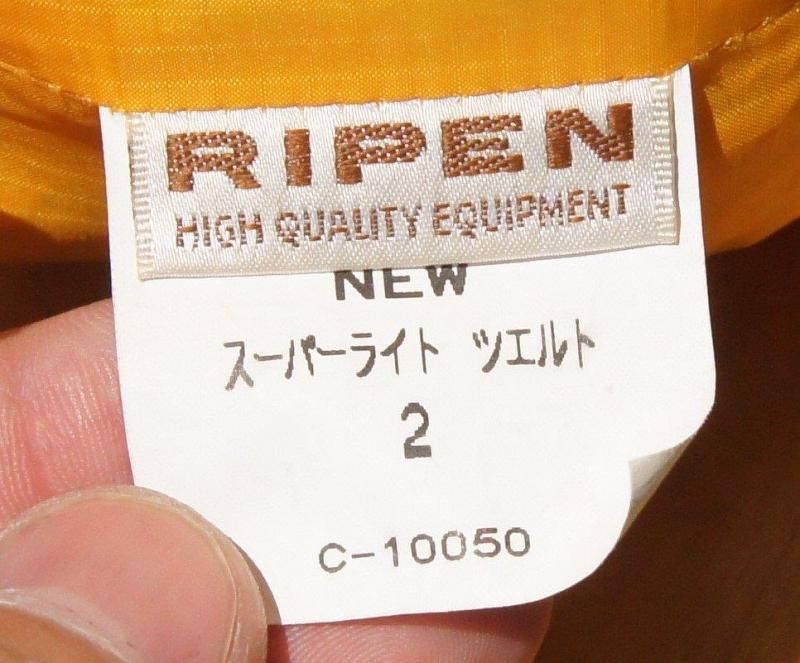 RIPEN
HIGH QUALITY EQUIPMENT
NEW
スーパーライト ツエルト
2
C-10050